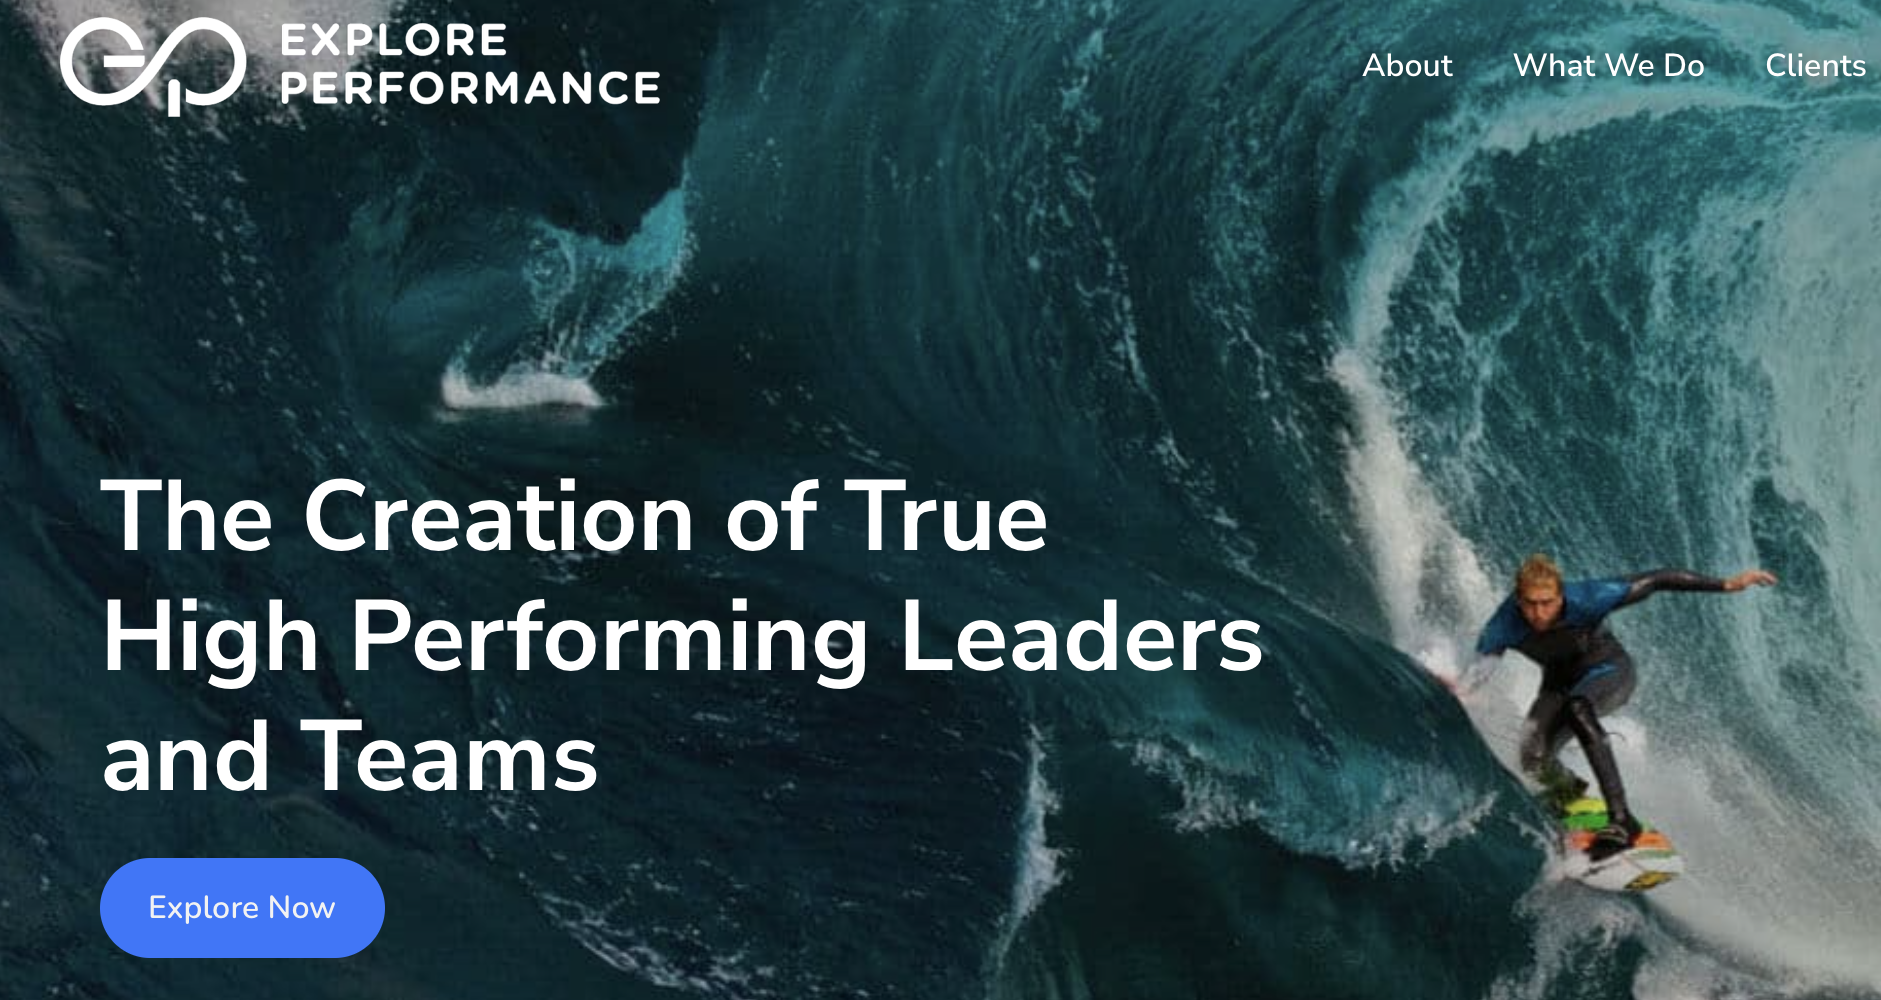 EXPLORE
PERFORMANCE
About
What We Do
Clients
The Creation of True
High Performing Leaders
and Teams
Explore Now